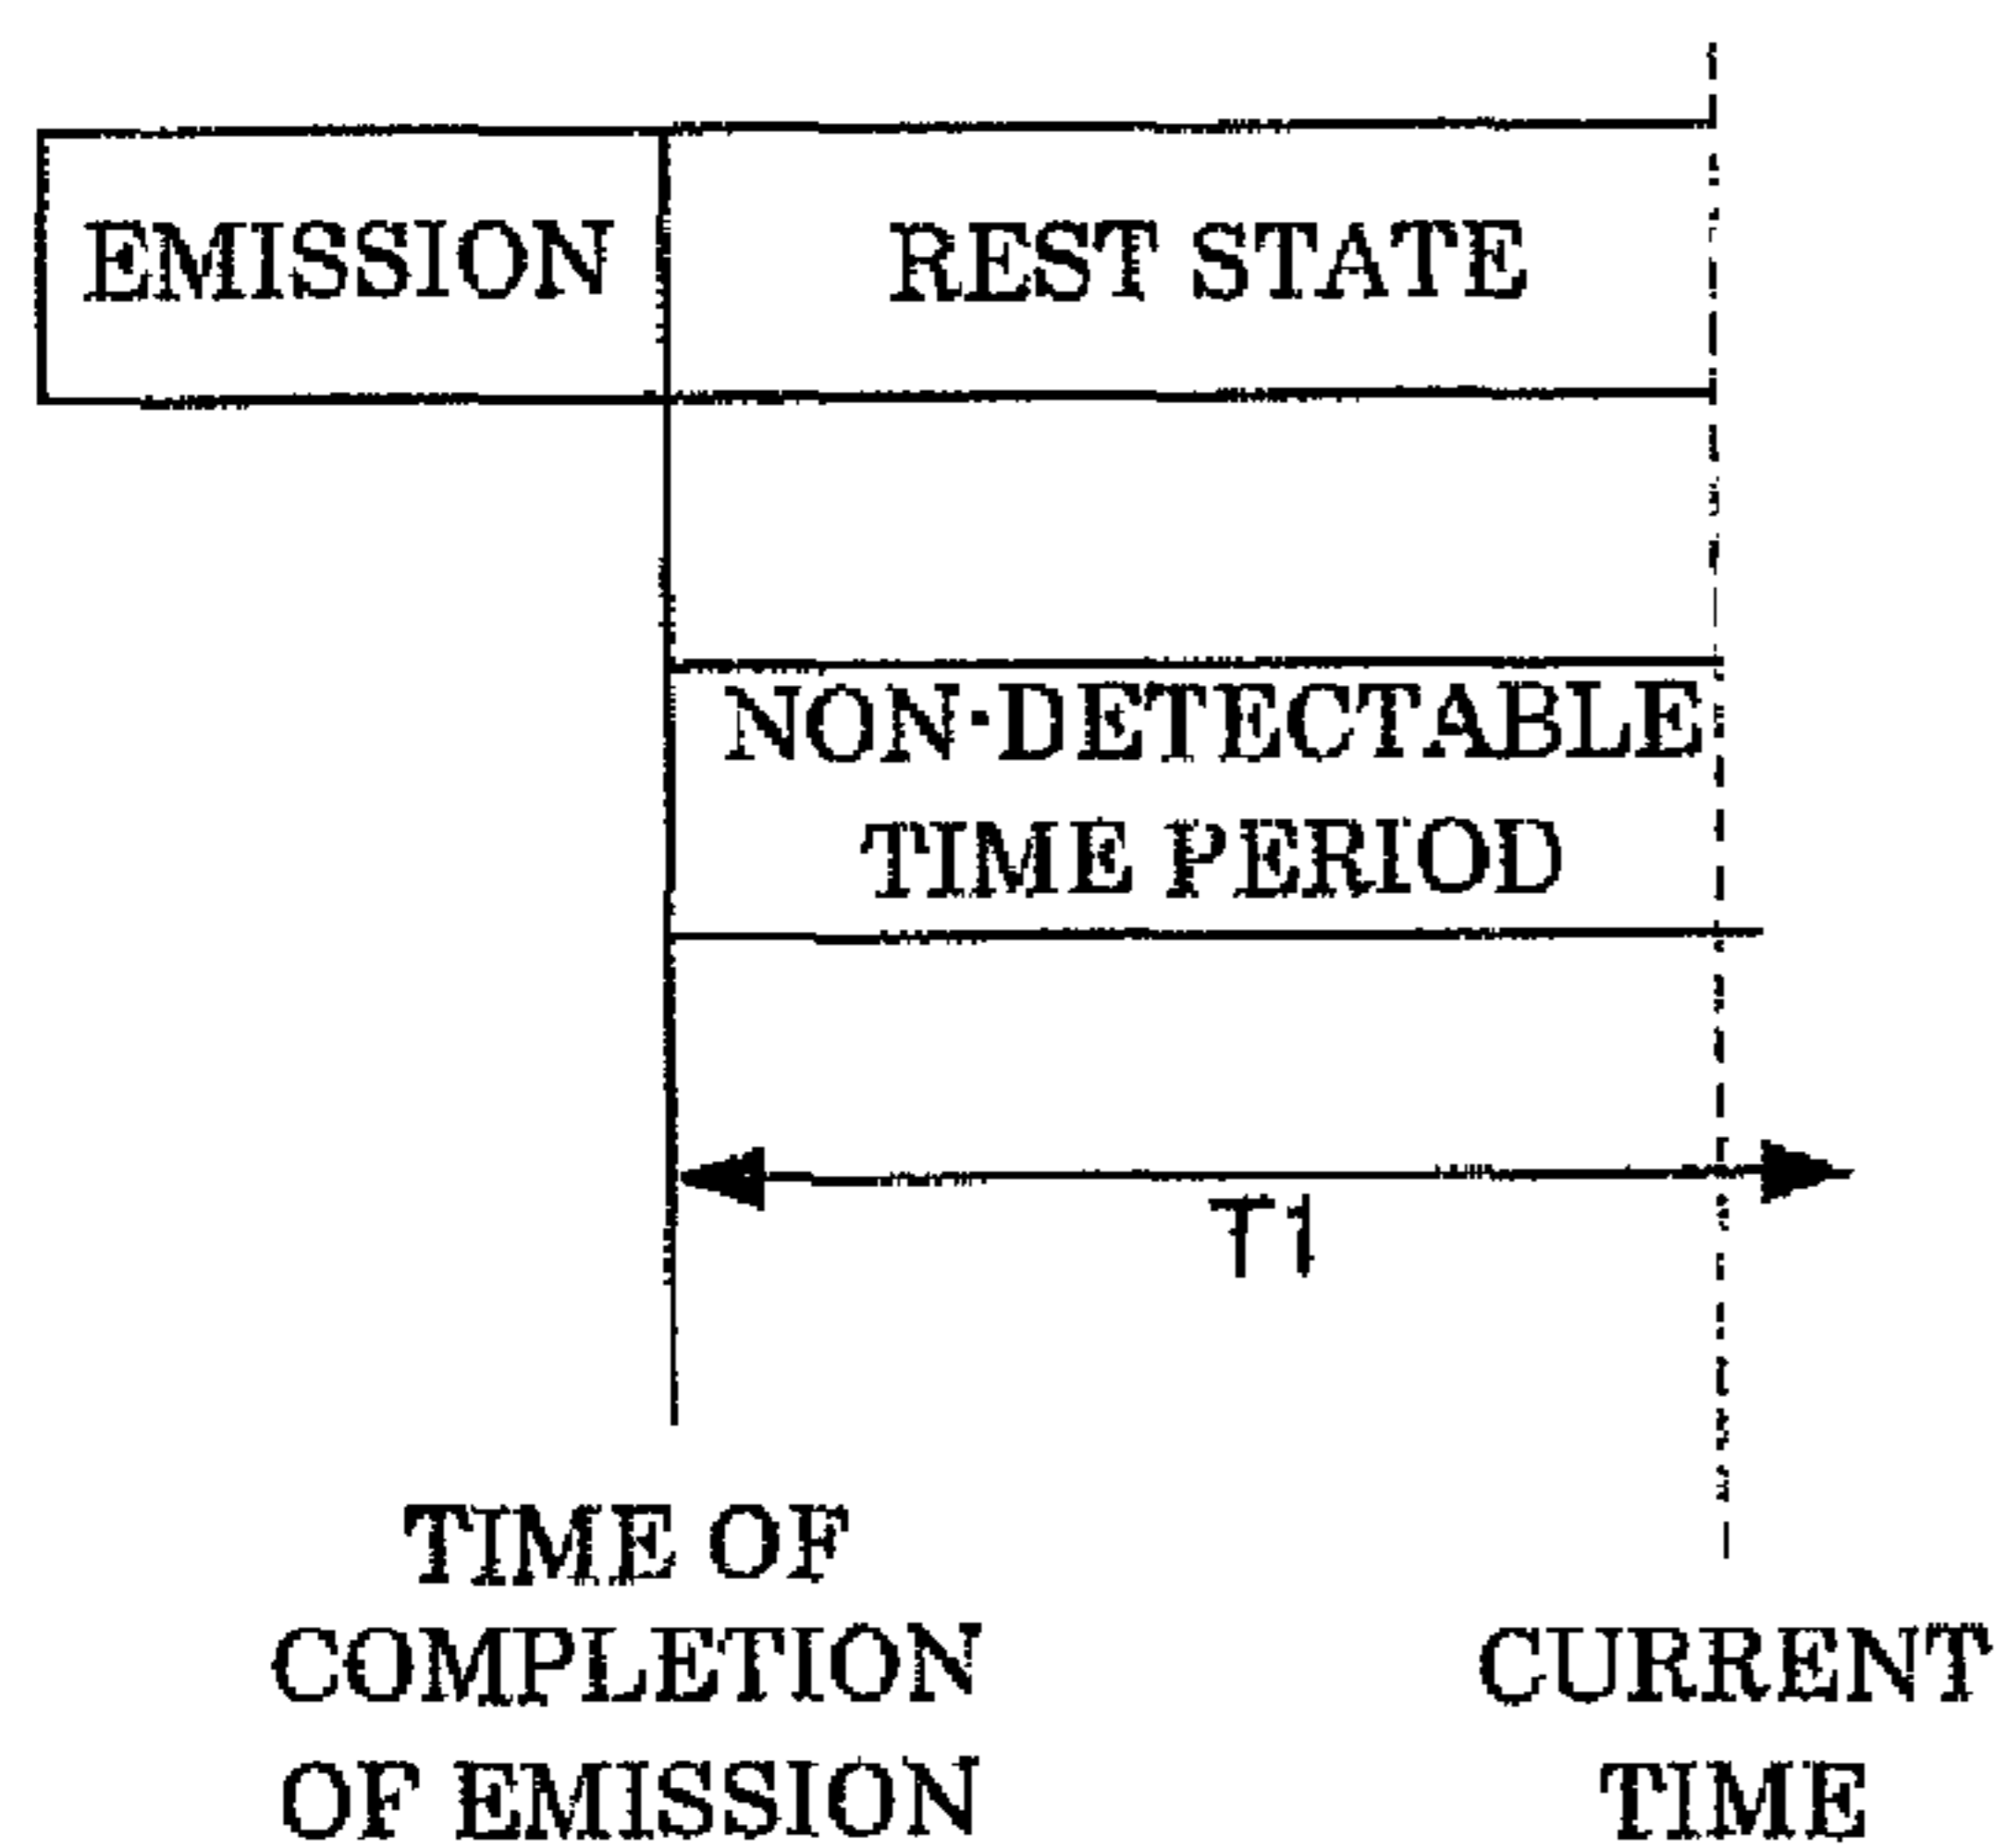 EMISSION
REST STATE
NON-DETECTABLE
TIME PERIOD
T1
TIME OF
COMPLETION
OF EMISSION
CURRENT
TIME